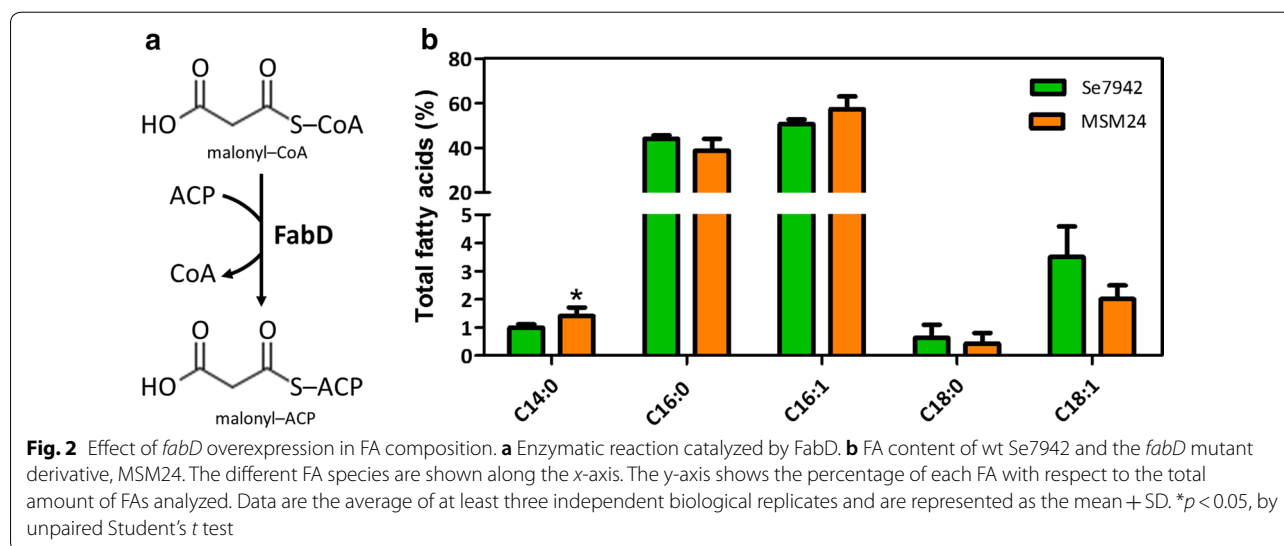 a
O O
HO S–CoA
malonyl–CoA
ACP
FabD
CoA
O O
HO S–ACP
malonyl–ACP
b
Total fatty acids (%)
80
60
40
20
5
4
3
2
1
0
*
Se7942
MSM24
C14:0
C16:0
C16:1
C18:0
C18:1
Fig. 2 Effect of fabD overexpression in FA composition. a Enzymatic reaction catalyzed by FabD. b FA content of wt Se7942 and the fabD mutant
derivative, MSM24. The different FA species are shown along the x-axis. The y-axis shows the percentage of each FA with respect to the total
amount of FAs analyzed. Data are the average of at least three independent biological replicates and are represented as the mean + SD. *p < 0.05, by
unpaired Student’s t test